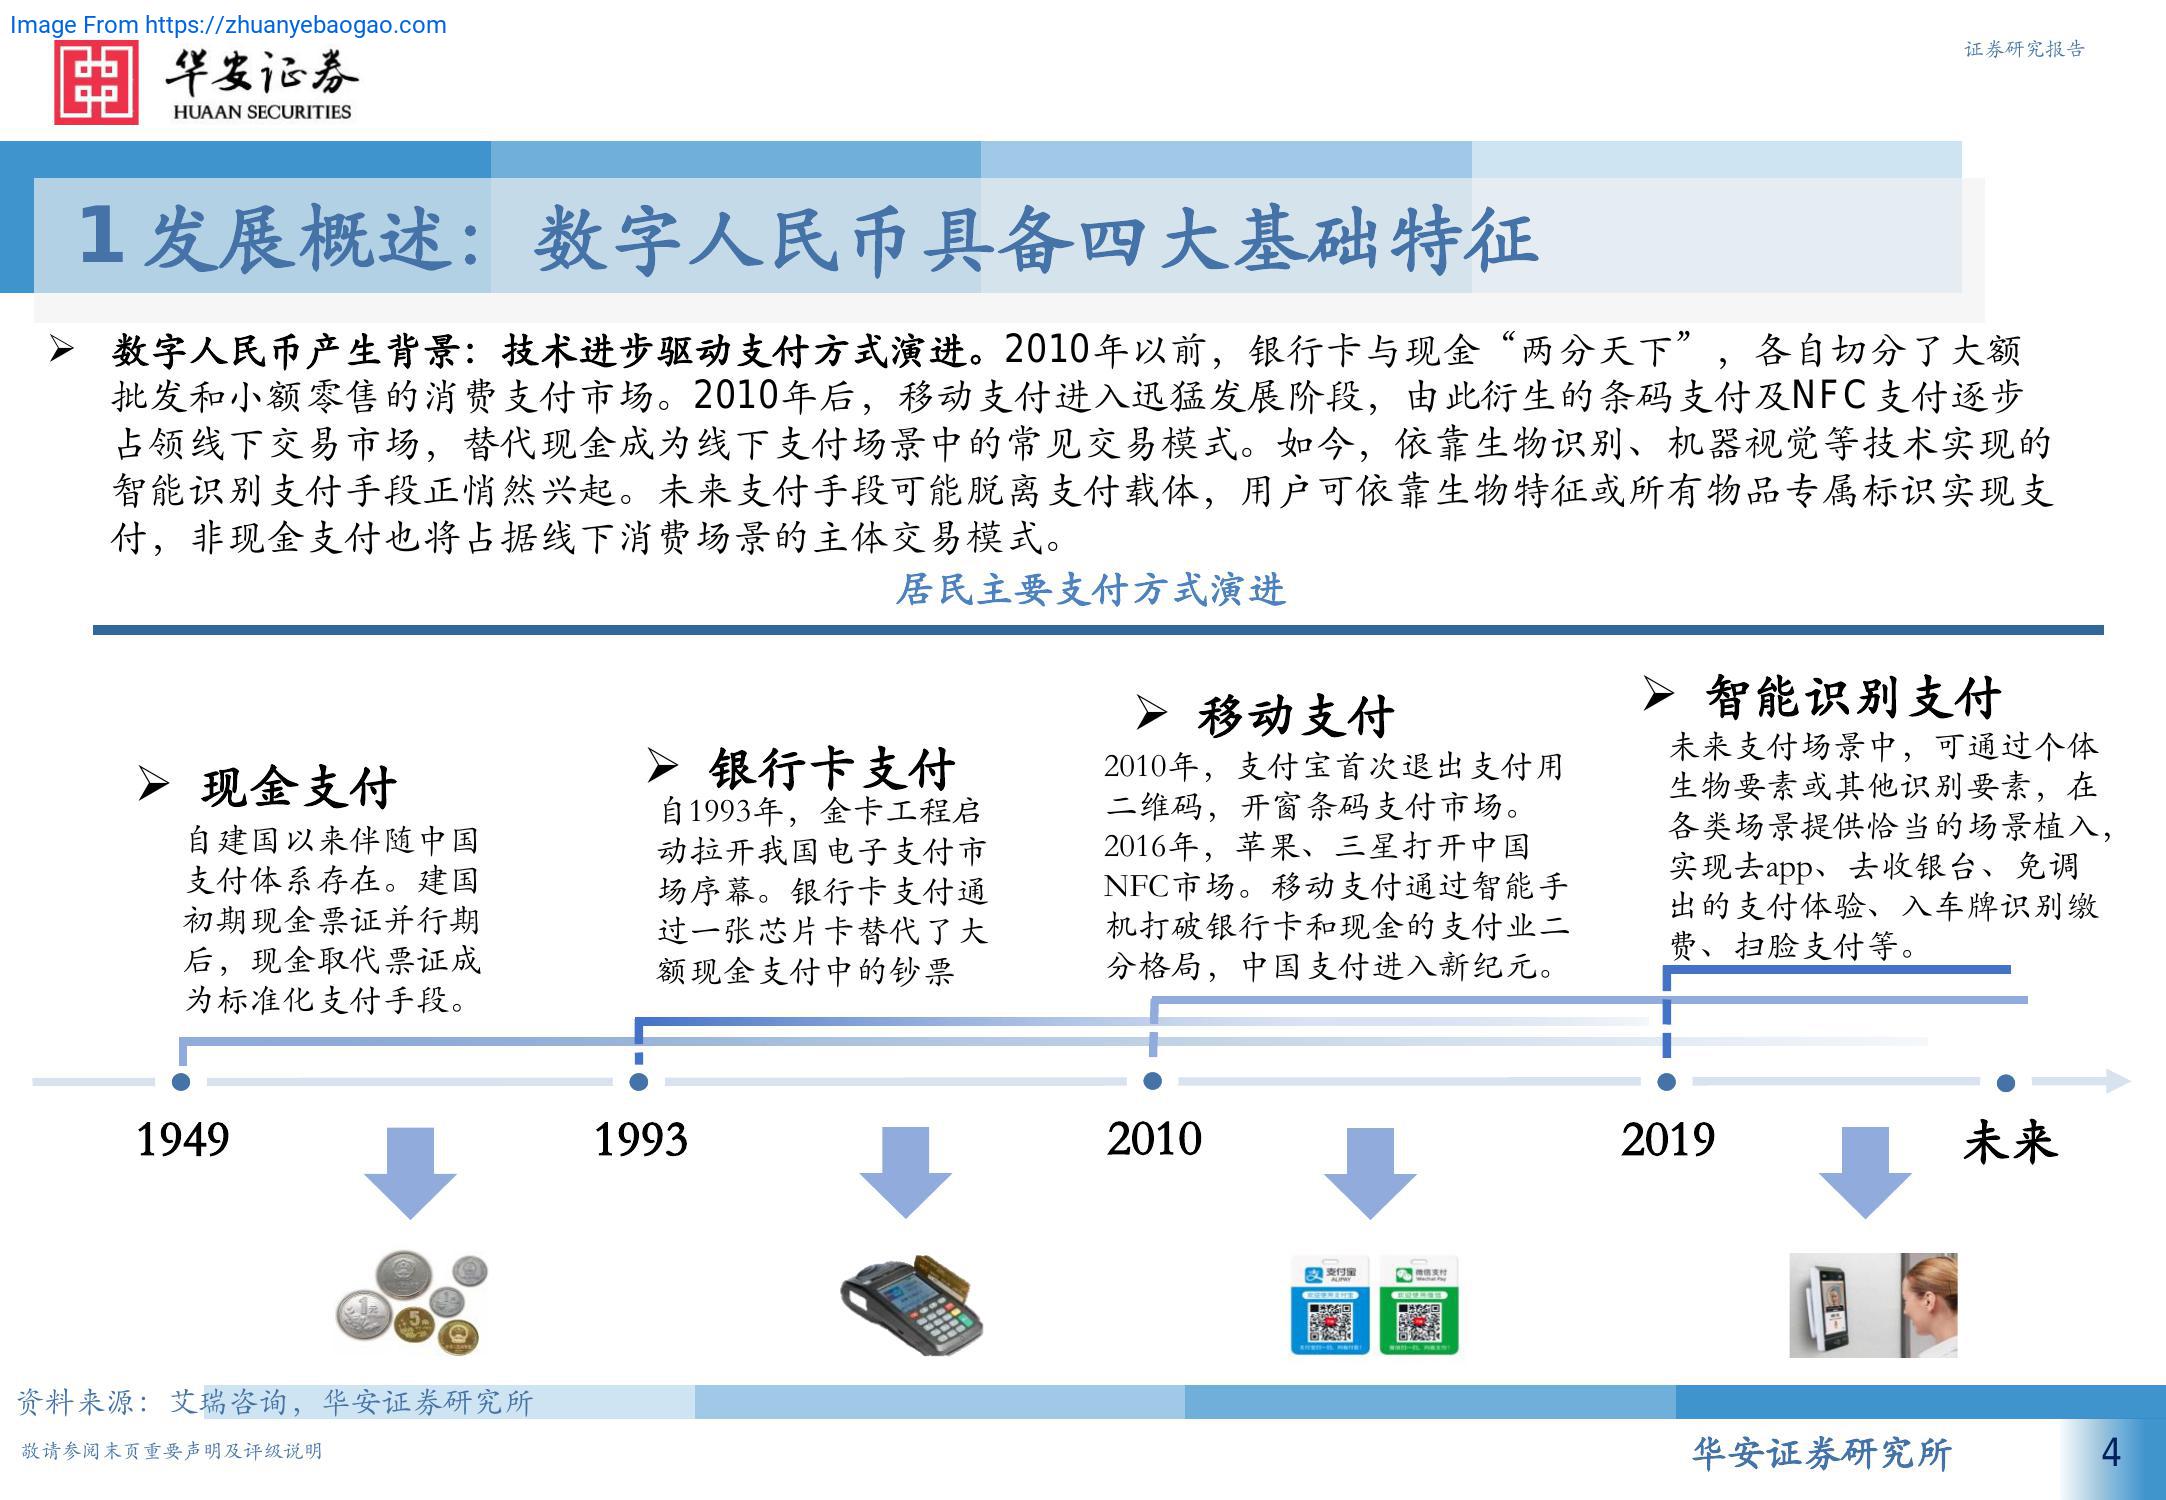 Image From https://zhuanyebaogao.com
华安证券
HUAAN SECURITIES
证券研究报告
1 发展概述：数字人民币具备四大基础特征
➢ 数字人民币产生背景：技术进步驱动支付方式演进。2010年以前，银行卡与现金“两分天下”，各自切分了大额
批发和小额零售的消费支付市场。2010年后，移动支付进入迅猛发展阶段，由此衍生的条码支付及NFC支付逐步
占领线下交易市场，替代现金成为线下支付场景中的常见交易模式。如今，依靠生物识别、机器视觉等技术实现的
智能识别支付手段正悄然兴起。未来支付手段可能脱离支付载体，用户可依靠生物特征或所有物品专属标识实现支
付，非现金支付也将占据线下消费场景的主体交易模式。
居民主要支付方式演进
➢ 现金支付
自建国以来伴随中国
支付体系存在。建国
初期现金票证并行期
后，现金取代票证成
为标准化支付手段。
➢ 银行卡支付
自1993年，金卡工程启
动拉开我国电子支付市
场序幕。银行卡支付通
过一张芯片卡替代了大
额现金支付中的钞票
➢ 移动支付
2010年，支付宝首次退出支付用
二维码，开窗条码支付市场。
2016年，苹果、三星打开中国
NFC市场。移动支付通过智能手
机打破银行卡和现金的支付业二
分格局，中国支付进入新纪元。
➢ 智能识别支付
未来支付场景中，可通过个体
生物要素或其他识别要素，在
各类场景提供恰当的场景植入，
实现去app、去收银台、免调
出的支付体验、入车牌识别缴
费、扫脸支付等。
1949
1993
2010
2019
未来
1元
5角
支付宝
ALIPAY
欢迎使用支付宝
微信支付
Wechat Pay
欢迎使用微信
资料来源：艾瑞咨询，华安证券研究所
敬请参阅末页重要声明及评级说明
华安证券研究所
4